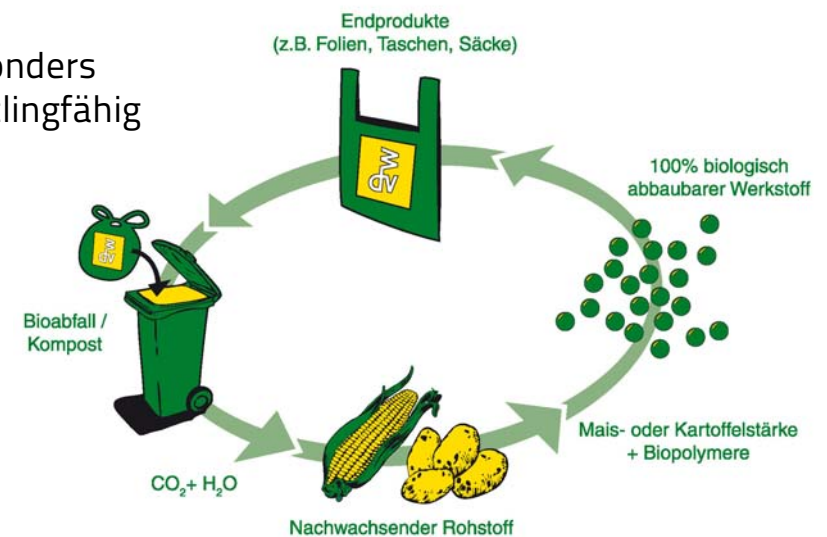 onders
lingfähig
Endprodukte
(z.B. Folien, Taschen, Säcke)
100% biologisch
abbaubarer Werkstoff
Bioabfall /
Kompost
Mais- oder Kartoffelstärke
+ Biopolymere
CO₂+ H₂O
Nachwachsender Rohstoff